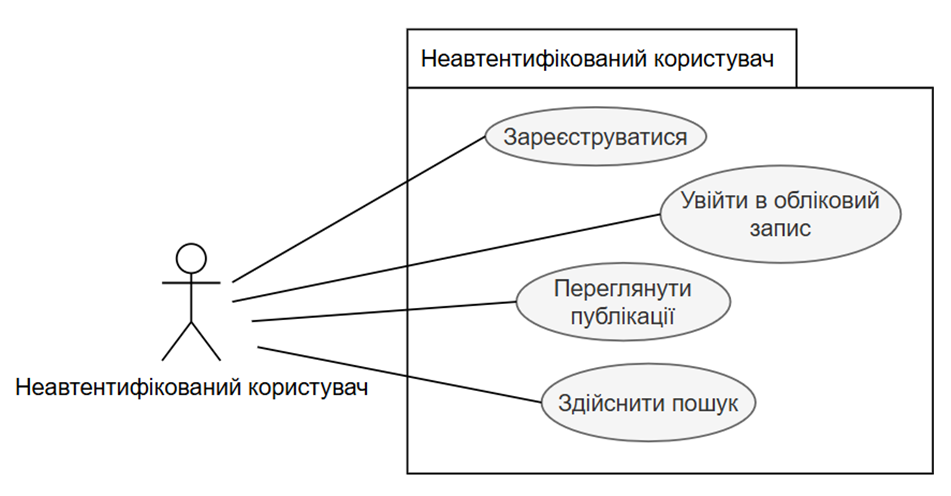 Неавтентифікований користувач
Зареєструватися
Увійти в обліковий
запис
Переглянути
публікації
Здійснити пошук
Неавтентифікований користувач